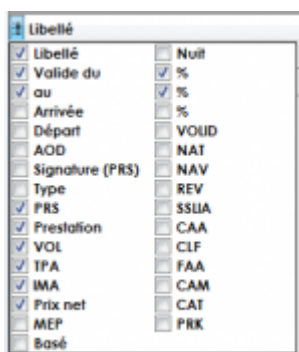 Libellé
Libellé
Valide du
au
Arrivée
Départ
AOD
Signature (PRS)
Type
PRS
Prestation
VOL
TPA
IMA
Prix net
MEP
Basé
Nuit
%
%
%
VOLID
NAT
NAV
REV
SSLIA
CAA
CLF
FAA
CAM
CAT
PRK